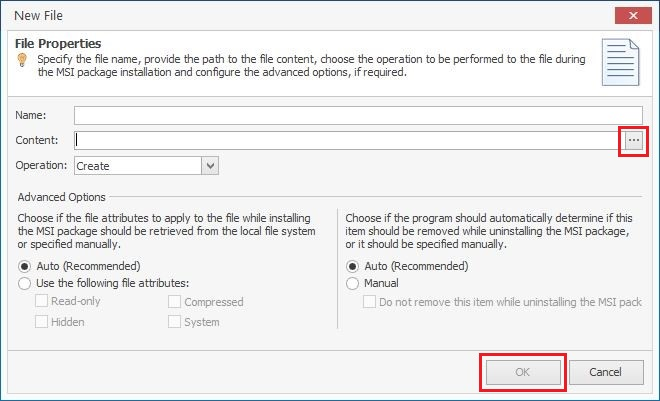 New File
File Properties
Specify the file name, provide the path to the file content, choose the operation to be performed to the file during
the MSI package installation and configure the advanced options, if required.
Name:
Content:
...
Operation: Create
Advanced Options
Choose if the file attributes to apply to the file while installing
the MSI package should be retrieved from the local file system
or specified manually.
Auto (Recommended)
Use the following file attributes:
Read-only Compressed
Hidden System
Choose if the program should automatically determine if this
item should be removed while uninstalling the MSI package,
or it should be specified manually.
Auto (Recommended)
Manual
Do not remove this item while uninstalling the MSI pack
OK Cancel